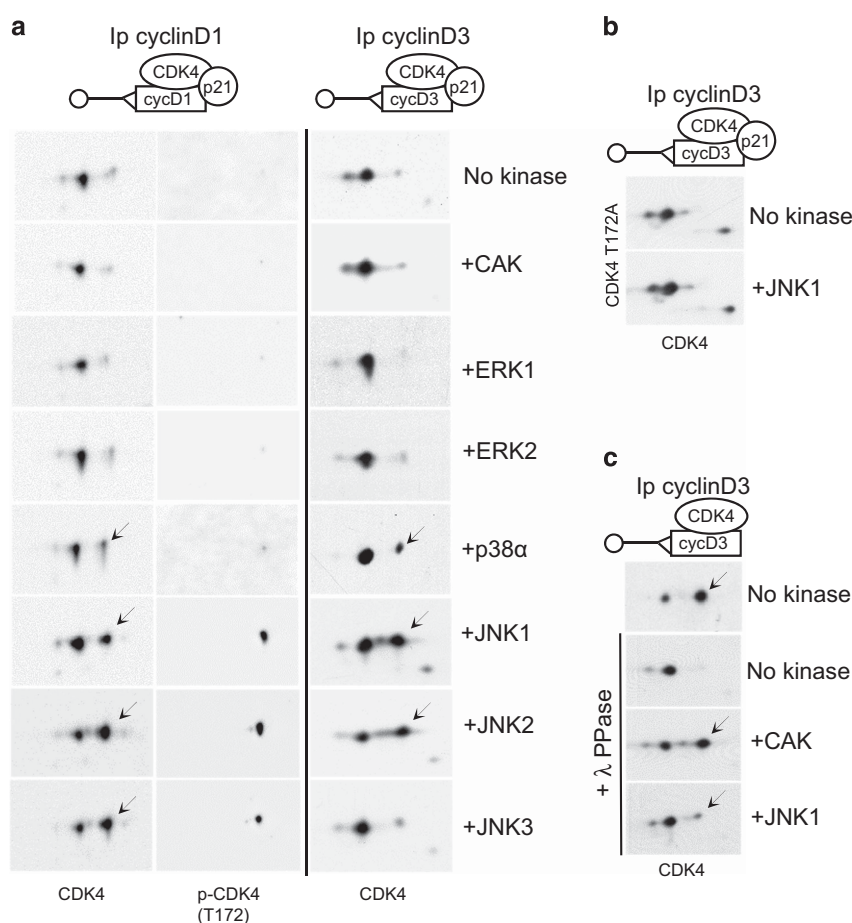 a
Ip cyclinD1
CDK4
cycD1
p21
Ip cyclinD3
CDK4
cycD3
p21
No kinase
+CAK
+ERK1
+ERK2
+p38α
+JNK1
+JNK2
+JNK3
CDK4
p-CDK4
(T172)
CDK4
b
Ip cyclinD3
CDK4
cycD3
p21
CDK4 T172A
No kinase
+JNK1
CDK4
c
Ip cyclinD3
CDK4
cycD3
No kinase
+ λ PPase
No kinase
+CAK
+JNK1
CDK4